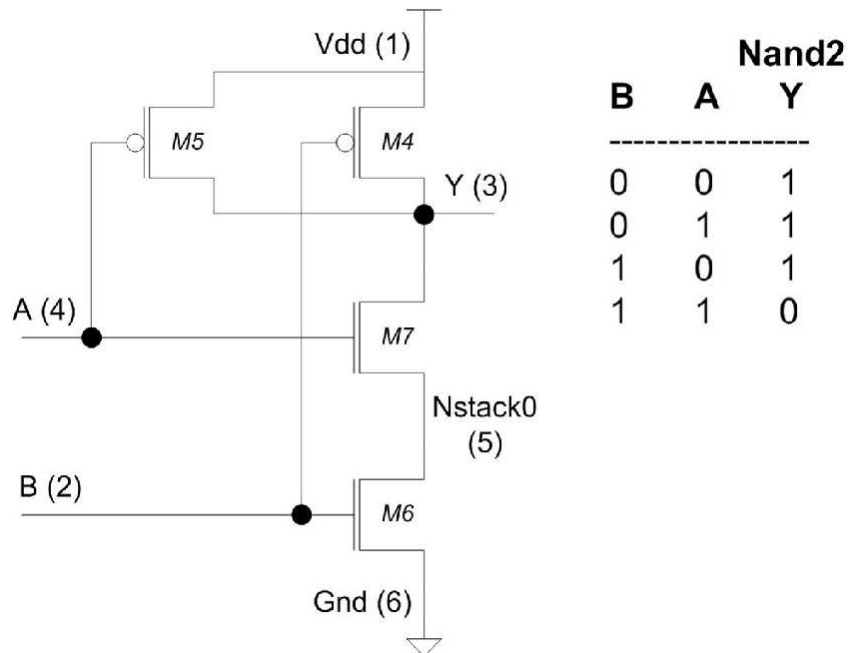 Vdd (1)
M5
M4
Y (3)
A (4)
M7
Nstack0
(5)
B (2)
M6
Gnd (6)
Nand2
B A Y
-------------------
0 0 1
0 1 1
1 0 1
1 1 0